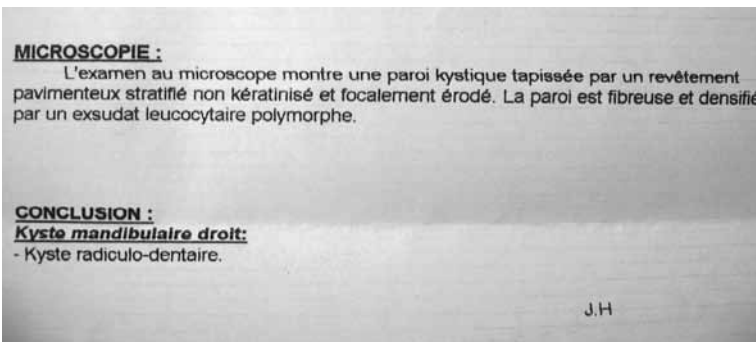 MICROSCOPIE :
L'examen au microscope montre une paroi kystique tapissée par un revêtement
pavimenteux stratifié non kératinisé et focalement érodé. La paroi est fibreuse et densifié
par un exsudat leucocytaire polymorphe.
CONCLUSION :
Kyste mandibulaire droit:
- Kyste radiculo-dentaire.
J.H